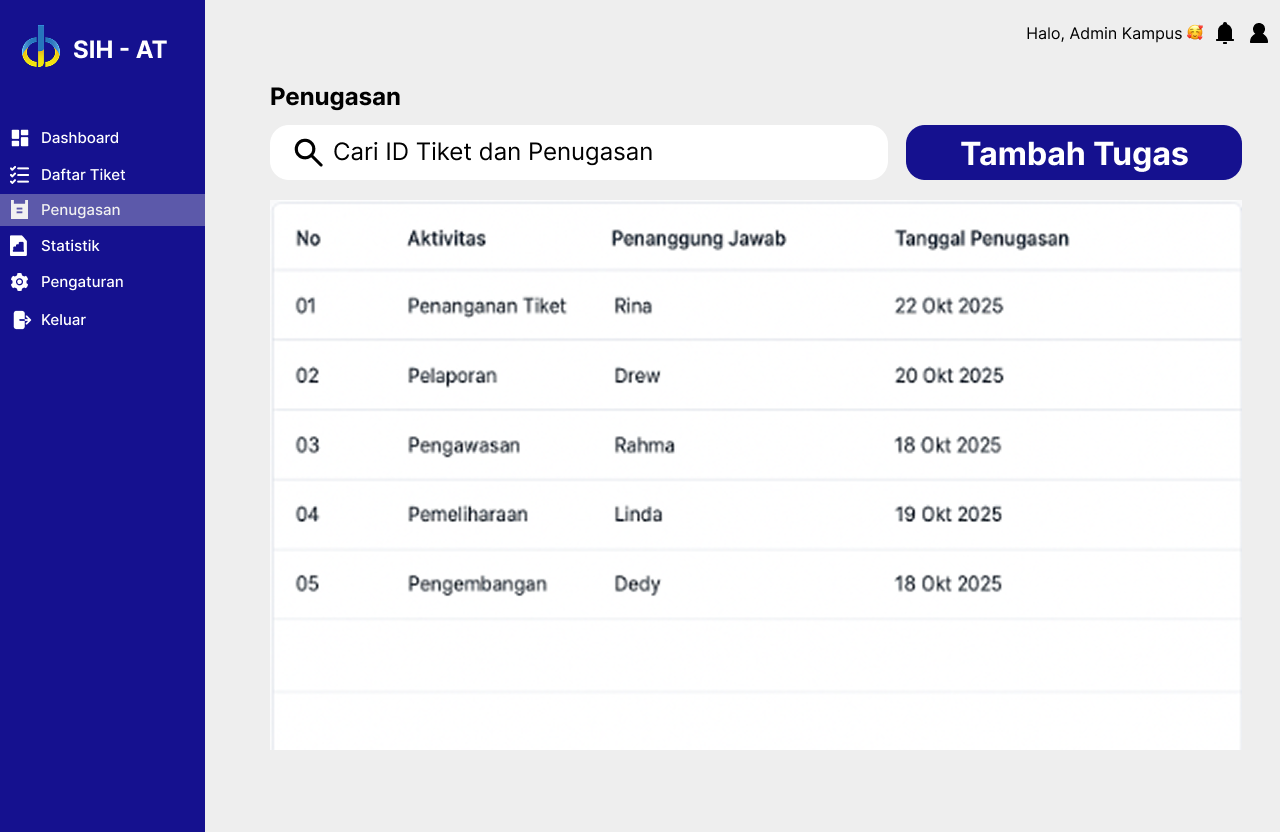 SIH - AT
Dashboard
Daftar Tiket
Penugasan
Statistik
Pengaturan
Keluar
Halo, Admin Kampus 🥰
Penugasan
Cari ID Tiket dan Penugasan
Tambah Tugas
No Aktivitas Penanggung Jawab Tanggal Penugasan
01 Penanganan Tiket Rina 22 Okt 2025
02 Pelaporan Drew 20 Okt 2025
03 Pengawasan Rahma 18 Okt 2025
04 Pemeliharaan Linda 19 Okt 2025
05 Pengembangan Dedy 18 Okt 2025